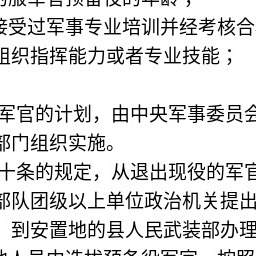 的服军官预备役的年龄；
接受过军事专业培训并经考核合
组织指挥能力或者专业技能；
军官的计划，由中央军事委员会
部门组织实施。
十条的规定，从退出现役的军官
部队团级以上单位政治机关提出
到安置地的县人民武装部办理